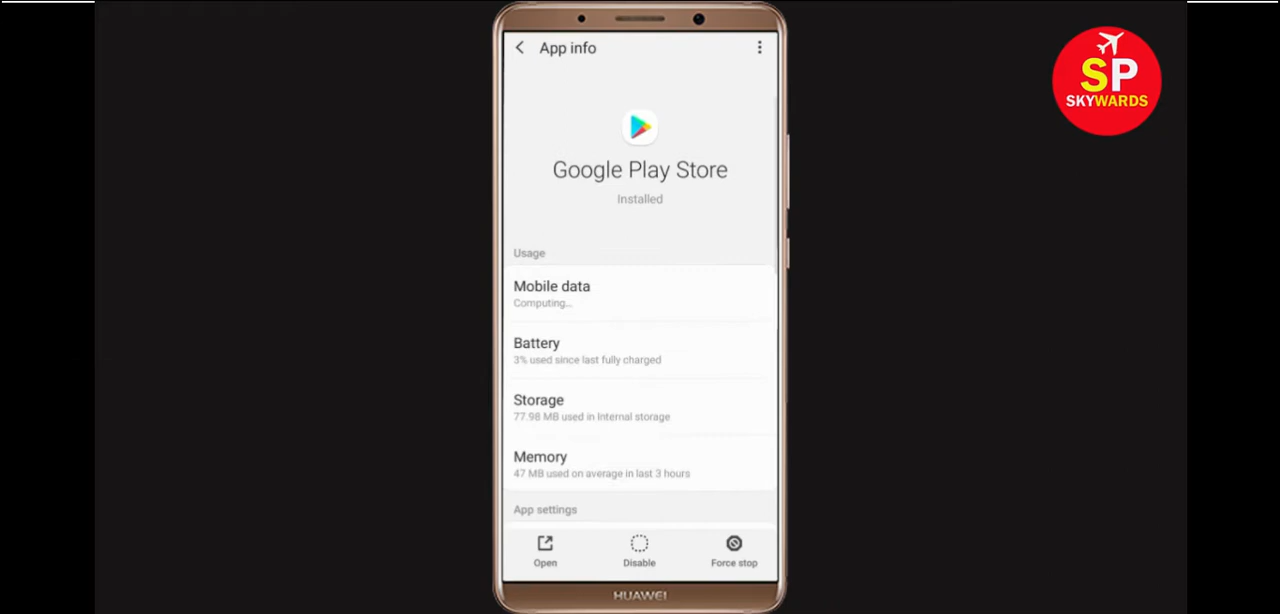 App info
SP
SKYWARDS
Google Play Store
Installed
Usage
Mobile data
Computing...
Battery
3% used since last fully charged
Storage
77.98 MB used in Internal storage
Memory
47 MB used on average in last 3 hours
App settings
Open
Disable
Force stop
HUAWEI